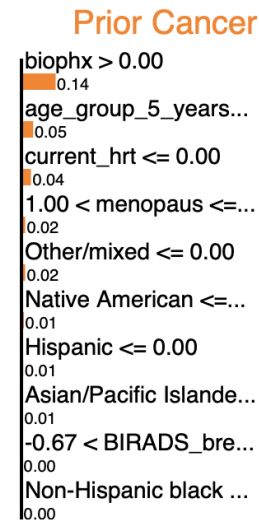 Prior Cancer
biophx > 0.00
0.14
age_group_5_years...
0.05
current_hrt <= 0.00
0.04
1.00 < menopaus <=...
0.02
Other/mixed <= 0.00
0.02
Native American <=...
0.01
Hispanic <= 0.00
0.01
Asian/Pacific Islande...
0.01
-0.67 < BIRADS_bre...
0.00
Non-Hispanic black ...
0.00